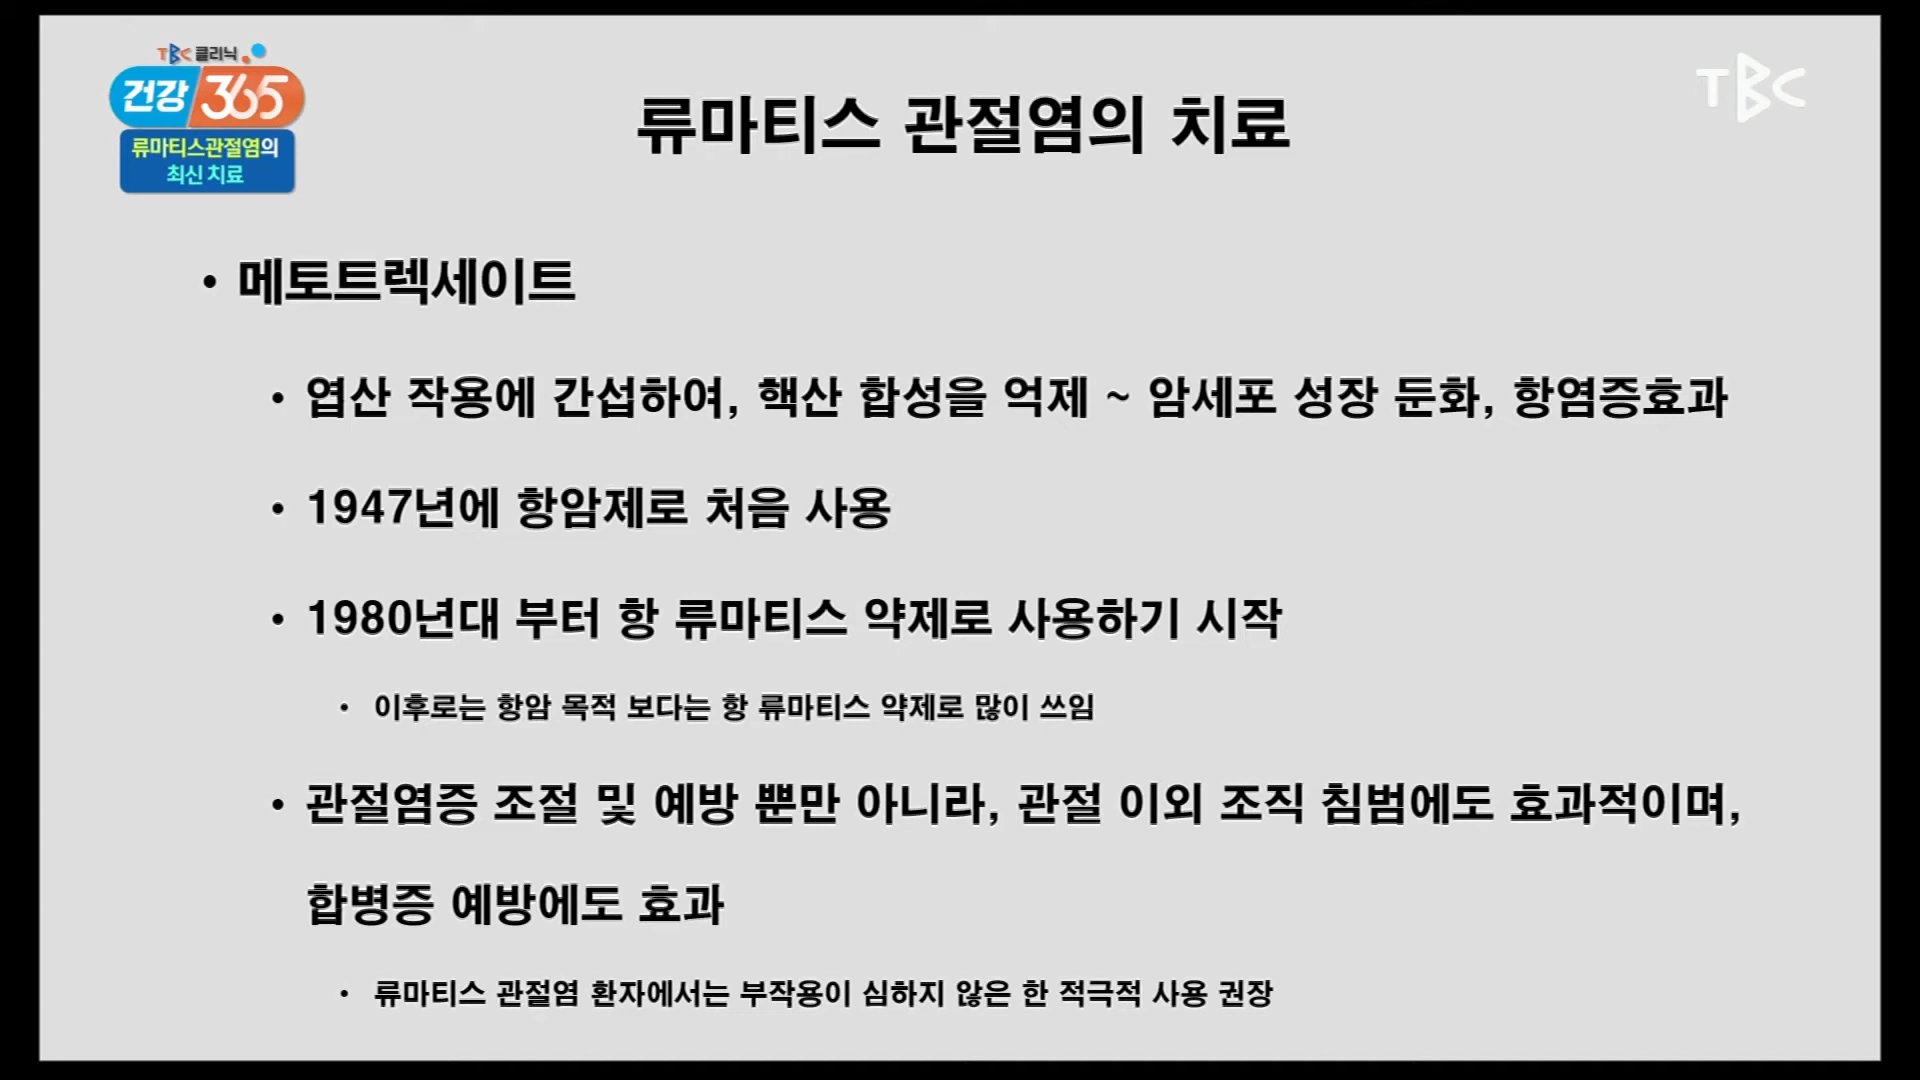 TBC 클리닉
건강 365
류마티스관절염의
최신 치료
TBC
류마티스 관절염의 치료
• 메토트렉세이트
• 엽산 작용에 간섭하여, 핵산 합성을 억제 ~ 암세포 성장 둔화, 항염증효과
• 1947년에 항암제로 처음 사용
• 1980년대 부터 항 류마티스 약제로 사용하기 시작
• 이후로는 항암 목적 보다는 항 류마티스 약제로 많이 쓰임
• 관절염증 조절 및 예방 뿐만 아니라, 관절 이외 조직 침범에도 효과적이며,
합병증 예방에도 효과
• 류마티스 관절염 환자에서는 부작용이 심하지 않은 한 적극적 사용 권장